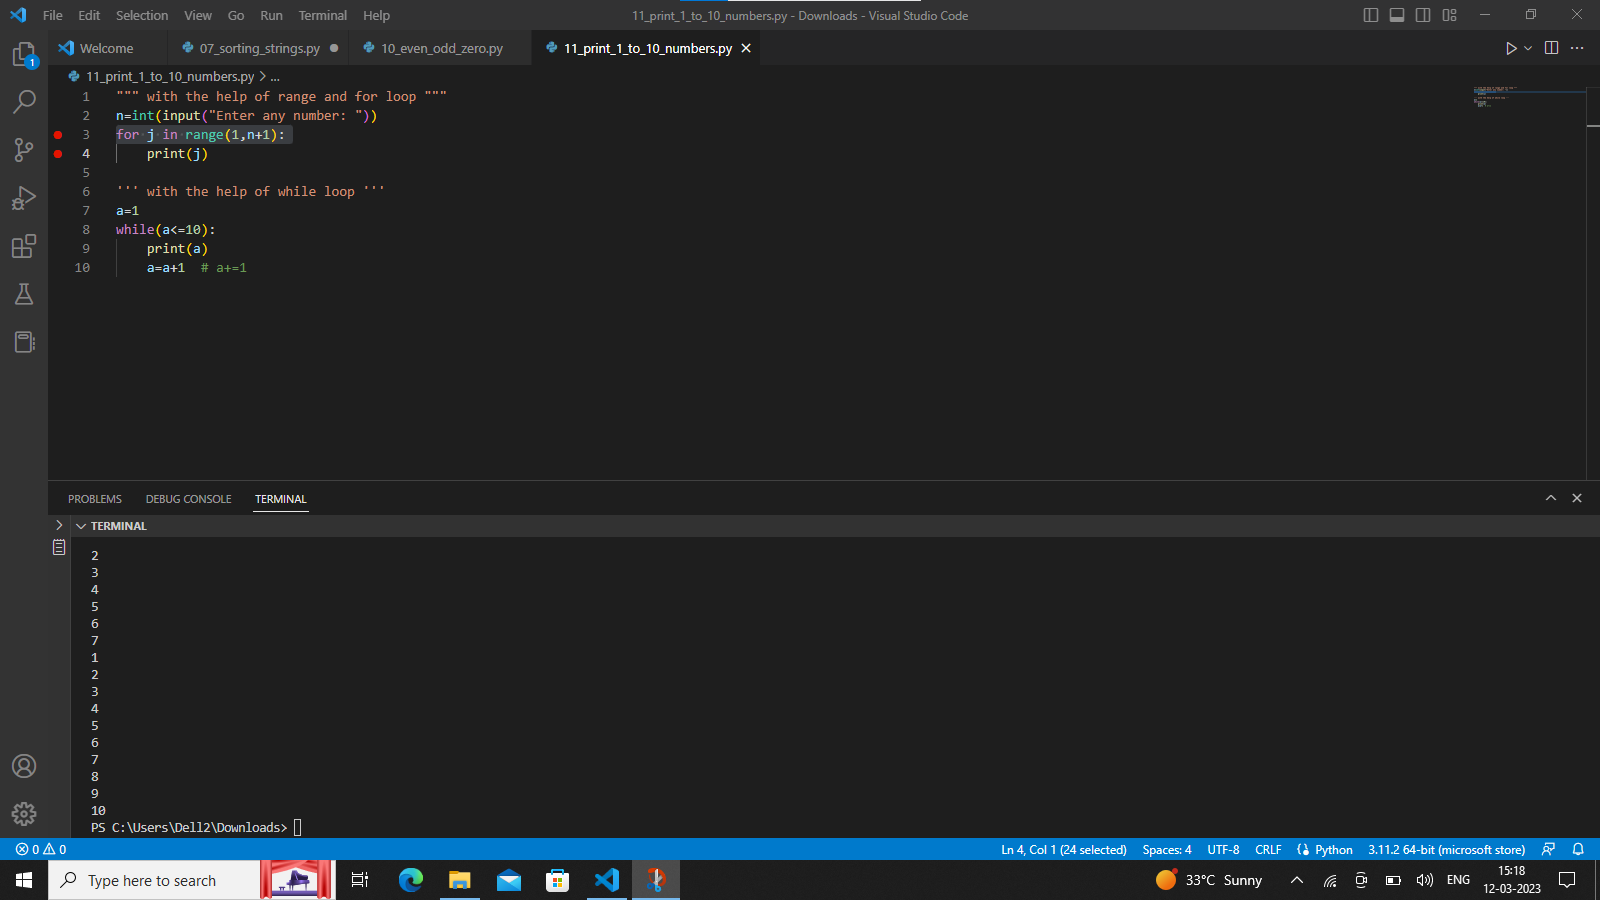 File Edit Selection View Go Run Terminal Help 11_print_1_to_10_numbers.py - Downloads - Visual Studio Code
Welcome 07_sorting_strings.py 10_even_odd_zero.py 11_print_1_to_10_numbers.py
1
11_print_1_to_10_numbers.py > ...
1 """ with the help of range and for loop """
2 n=int(input("Enter any number: "))
3 for j in range(1,n+1):
4 print(j)
5
6 ''' with the help of while loop '''
7 a=1
8 while(a<=10):
9 print(a)
10 a=a+1 # a+=1
PROBLEMS DEBUG CONSOLE TERMINAL
TERMINAL
2
3
4
5
6
7
1
2
3
4
5
6
7
8
9
10
PS C:\Users\Dell2\Downloads>
0 0 Ln 4, Col 1 (24 selected) Spaces: 4 UTF-8 CRLF Python 3.11.2 64-bit (microsoft store)
Type here to search 33°C Sunny ENG 15:18
12-03-2023